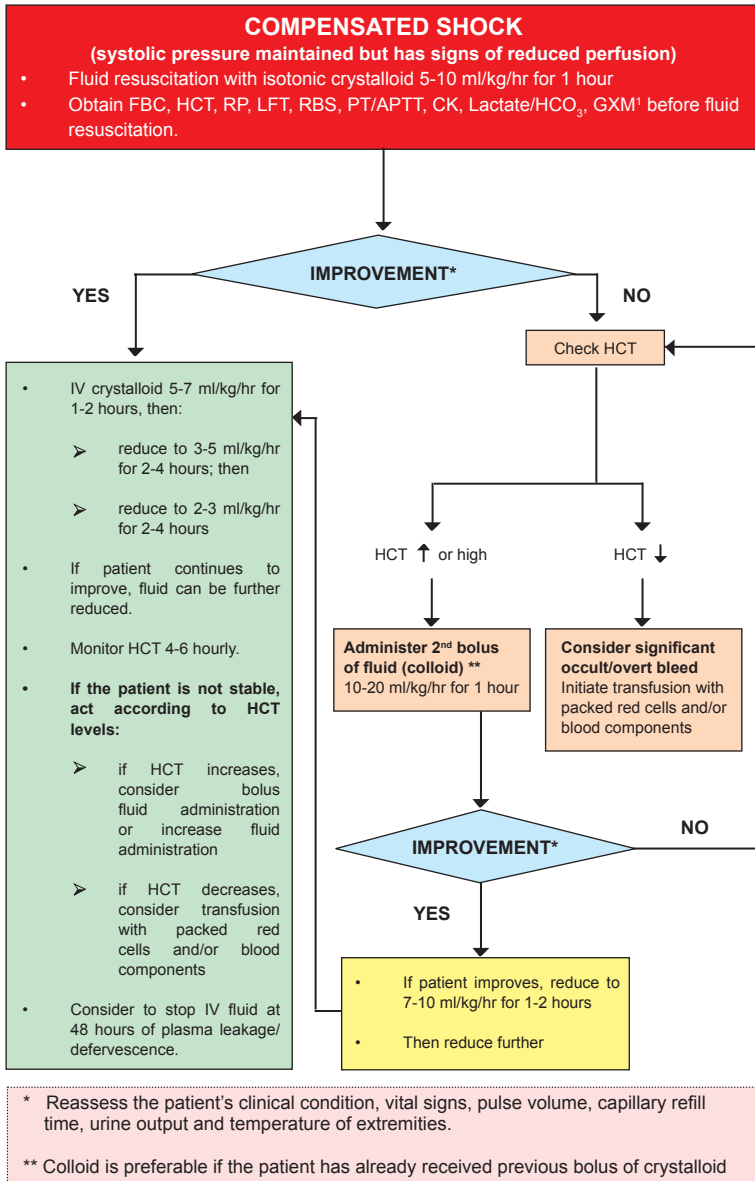 COMPENSATED SHOCK
(systolic pressure maintained but has signs of reduced perfusion)
• Fluid resuscitation with isotonic crystalloid 5-10 ml/kg/hr for 1 hour
• Obtain FBC, HCT, RP, LFT, RBS, PT/APTT, CK, Lactate/HCO₃, GXM¹ before fluid
resuscitation.
IMPROVEMENT*
YES
NO
Check HCT
• IV crystalloid 5-7 ml/kg/hr for
1-2 hours, then:
➢ reduce to 3-5 ml/kg/hr
for 2-4 hours; then
➢ reduce to 2-3 ml/kg/hr
for 2-4 hours
• If patient continues to
improve, fluid can be further
reduced.
• Monitor HCT 4-6 hourly.
• If the patient is not stable,
act according to HCT
levels:
➢ if HCT increases,
consider bolus
fluid administration
or increase fluid
administration
➢ if HCT decreases,
consider transfusion
with packed red
cells and/or blood
components
• Consider to stop IV fluid at
48 hours of plasma leakage/
defervescence.
HCT ↑ or high
HCT ↓
Administer 2ⁿᵈ bolus
of fluid (colloid) **
10-20 ml/kg/hr for 1 hour
Consider significant
occult/overt bleed
Initiate transfusion with
packed red cells and/or
blood components
IMPROVEMENT*
NO
YES
• If patient improves, reduce to
7-10 ml/kg/hr for 1-2 hours
• Then reduce further
* Reassess the patient's clinical condition, vital signs, pulse volume, capillary refill
time, urine output and temperature of extremities.
** Colloid is preferable if the patient has already received previous bolus of crystalloid